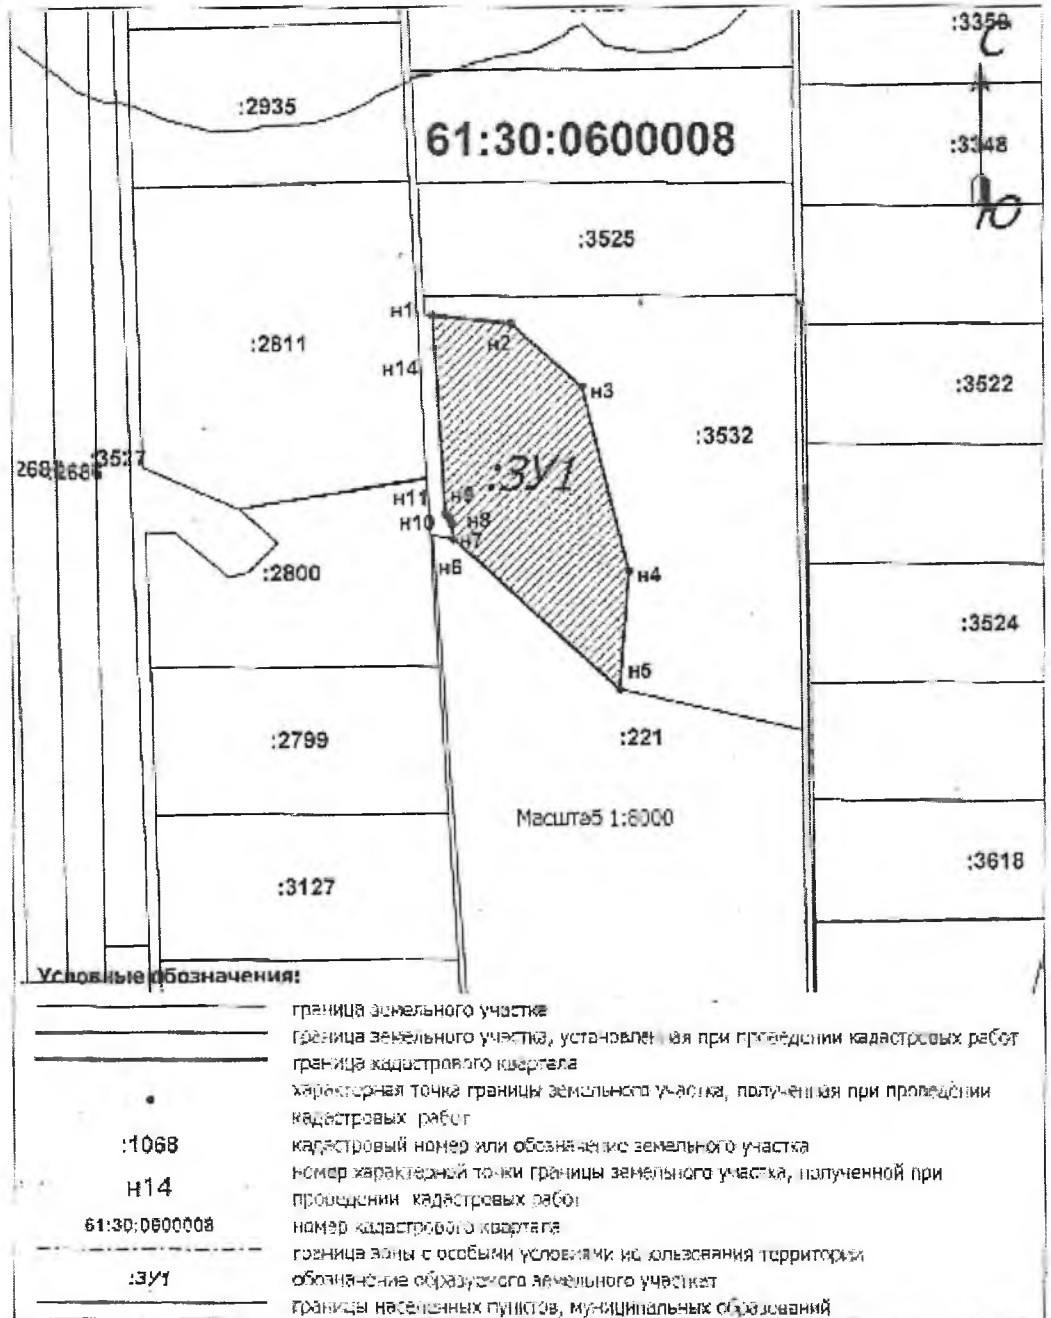 :3359
С
:2935
61:30:0600008
:3348
Ю
:3525
н1
:2811
н2
н14
н3
:3522
:3532
:3527
:2686
:ЗУ1
н11
н9
н10
н8
н7
н6
:2800
н4
:3524
н5
:2799
:221
Масштаб 1:8000
:3127
:3618
Условные обозначения:
граница земельного участка
граница земельного участка, установленная при проведении кадастровых работ
граница кадастрового квартала
характерная точка границы земельного участка, полученная при проведении
кадастровых работ
:1068 кадастровый номер или обозначение земельного участка
н14 номер характерной точки границы земельного участка, полученной при
проведении кадастровых работ
61:30:0600008 номер кадастрового квартала
граница зоны с особыми условиями использования территории
:ЗУ1 обозначение образуемого земельного участкат
границы населенных пунктов, муниципальных образований